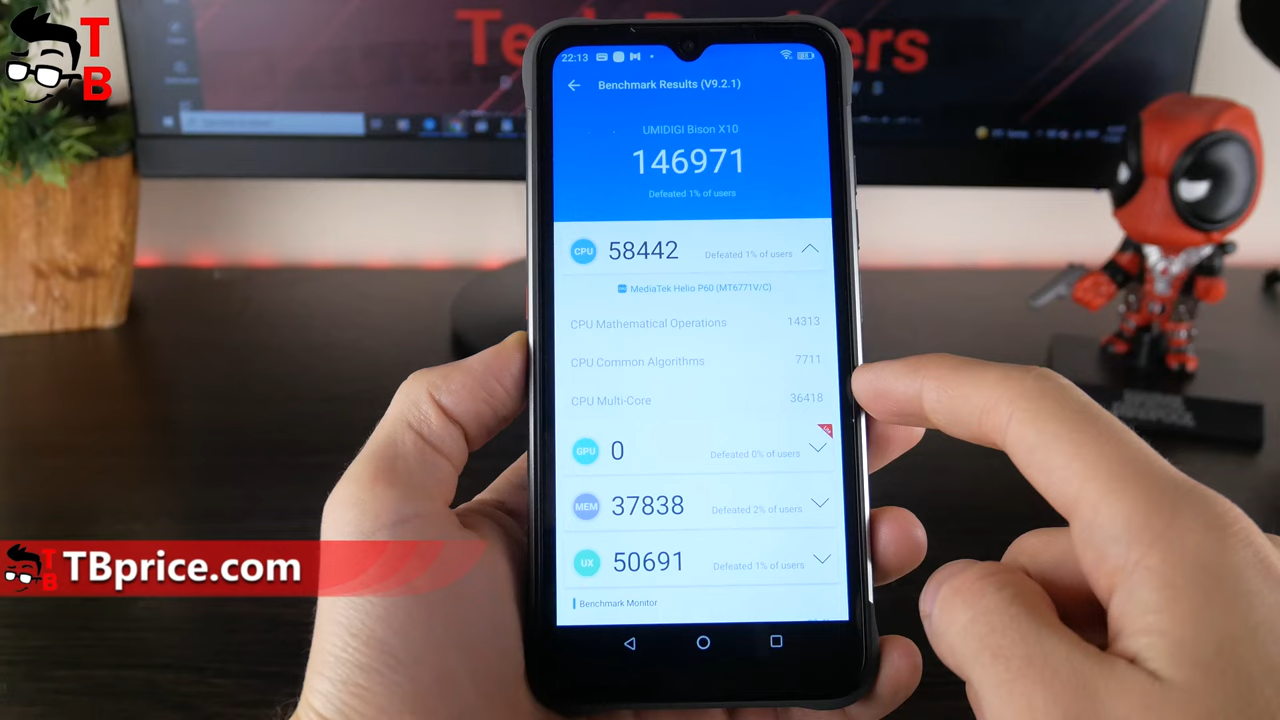 T
B
22:13
Benchmark Results (V9.2.1)
UMIDIGI Bison X10
146971
Defeated 1% of users
CPU 58442 Defeated 1% of users
MediaTek Helio P60 (MT6771V/C)
CPU Mathematical Operations 14313
CPU Common Algorithms 7711
CPU Multi-Core 36418
GPU 0 Defeated 0% of users
MEM 37838 Defeated 2% of users
UX 50691 Defeated 1% of users
Benchmark Monitor
TBprice.com